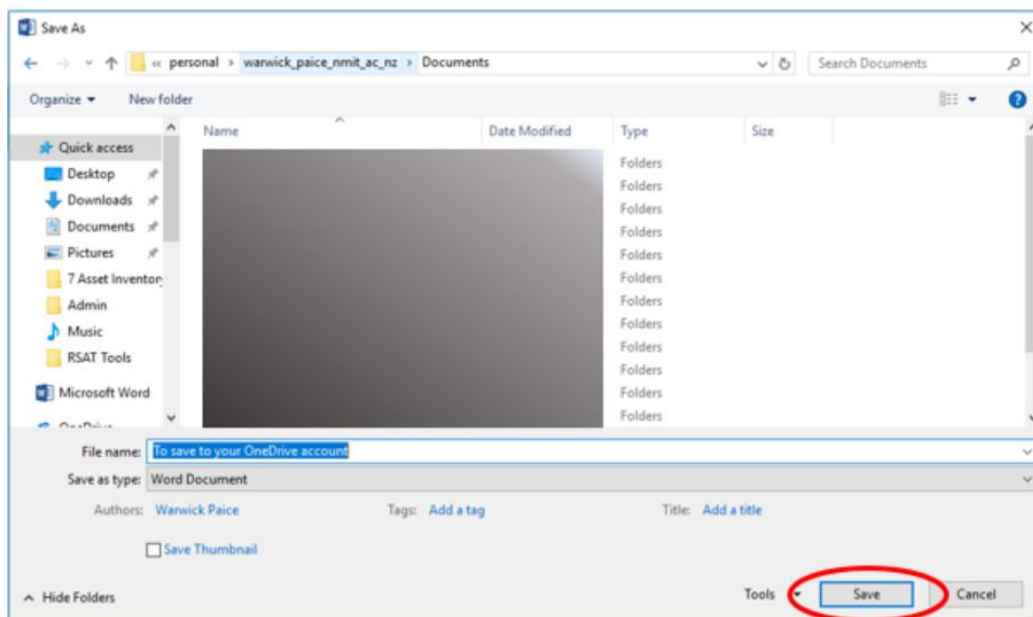 Save As
« personal › warwick_paice_nmit_ac_nz › Documents
Search Documents
Organize
New folder
Name
Date Modified
Type
Size
Quick access
Desktop
Downloads
Documents
Pictures
7 Asset Inventor
Admin
Music
RSAT Tools
Microsoft Word
OneDrive
Folders
Folders
Folders
Folders
Folders
Folders
Folders
Folders
Folders
Folders
Folders
Folders
File name: To save to your OneDrive account
Save as type: Word Document
Authors: Warwick Paice
Tags: Add a tag
Title: Add a title
Save Thumbnail
Hide Folders
Tools
Save
Cancel